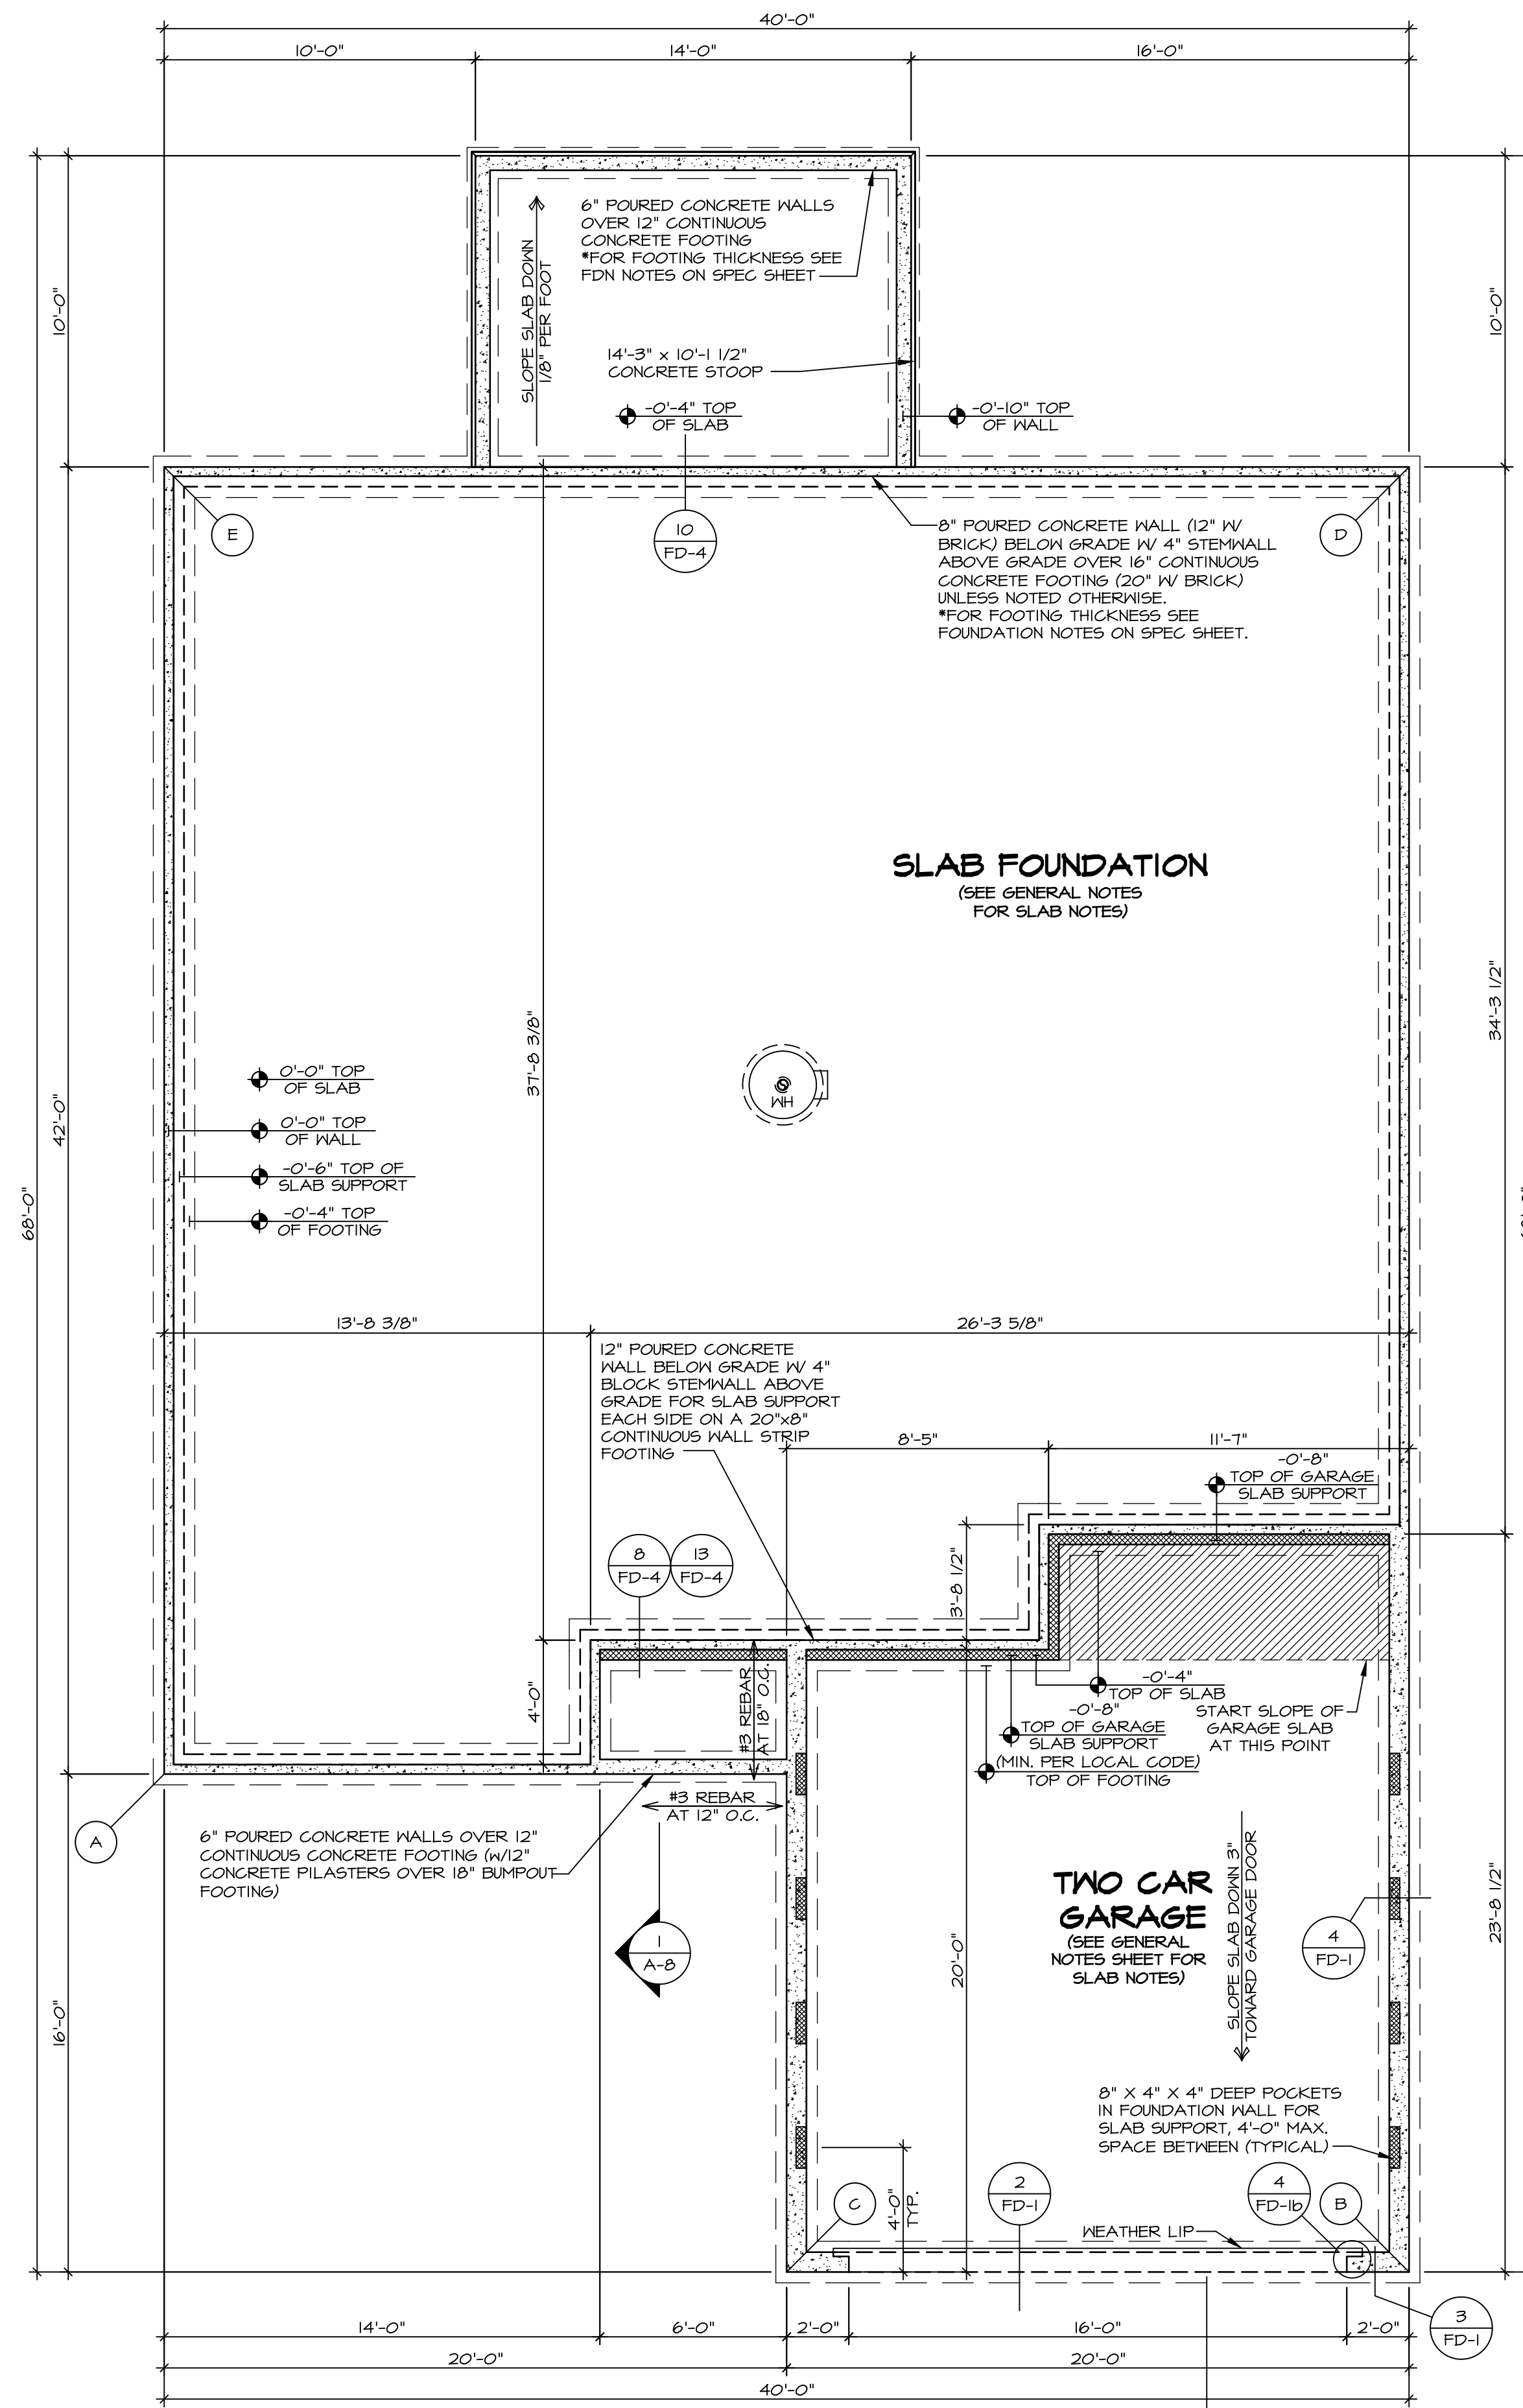 40'-0"
10'-0"
14'-0"
16'-0"
6" POURED CONCRETE WALLS
OVER 12" CONTINUOUS
CONCRETE FOOTING
*FOR FOOTING THICKNESS SEE
FDN NOTES ON SPEC SHEET
SLOPE SLAB DOWN
1/8" PER FOOT
10'-0"
10'-0"
14'-3" x 10'-1 1/2"
CONCRETE STOOP
-0'-4" TOP
OF SLAB
-0'-10" TOP
OF WALL
E
10
FD-4
D
8" POURED CONCRETE WALL (12" W/
BRICK) BELOW GRADE W/ 4" STEMWALL
ABOVE GRADE OVER 16" CONTINUOUS
CONCRETE FOOTING (20" W/ BRICK)
UNLESS NOTED OTHERWISE.
*FOR FOOTING THICKNESS SEE
FOUNDATION NOTES ON SPEC SHEET.
SLAB FOUNDATION
(SEE GENERAL NOTES
FOR SLAB NOTES)
34'-3 1/2"
37'-8 3/8"
WH
0'-0" TOP
OF SLAB
0'-0" TOP
OF WALL
-0'-6" TOP OF
SLAB SUPPORT
-0'-4" TOP
OF FOOTING
42'-0"
68'-0"
13'-8 3/8"
26'-3 5/8"
12" POURED CONCRETE
WALL BELOW GRADE W/ 4"
BLOCK STEMWALL ABOVE
GRADE FOR SLAB SUPPORT
EACH SIDE ON A 20"x8"
CONTINUOUS WALL STRIP
FOOTING
8'-5"
11'-7"
-0'-8"
TOP OF GARAGE
SLAB SUPPORT
8
FD-4
13
FD-4
3'-8 1/2"
4'-0"
#3 REBAR
AT 18" O.C.
-0'-4"
TOP OF SLAB
-0'-8"
TOP OF GARAGE
SLAB SUPPORT
(MIN. PER LOCAL CODE)
TOP OF FOOTING
START SLOPE OF
GARAGE SLAB
AT THIS POINT
#3 REBAR
AT 12" O.C.
A
6" POURED CONCRETE WALLS OVER 12"
CONTINUOUS CONCRETE FOOTING (W/12"
CONCRETE PILASTERS OVER 18" BUMPOUT
FOOTING)
1
A-8
TWO CAR
GARAGE
(SEE GENERAL
NOTES SHEET FOR
SLAB NOTES)
SLOPE SLAB DOWN 3"
TOWARD GARAGE DOOR
4
FD-1
23'-8 1/2"
20'-0"
16'-0"
8" X 4" X 4" DEEP POCKETS
IN FOUNDATION WALL FOR
SLAB SUPPORT, 4'-0" MAX.
SPACE BETWEEN (TYPICAL)
C
4'-0"
TYP.
2
FD-1
4
FD-1b
B
WEATHER LIP
3
FD-1
14'-0"
6'-0"
2'-0"
16'-0"
2'-0"
20'-0"
20'-0"
40'-0"